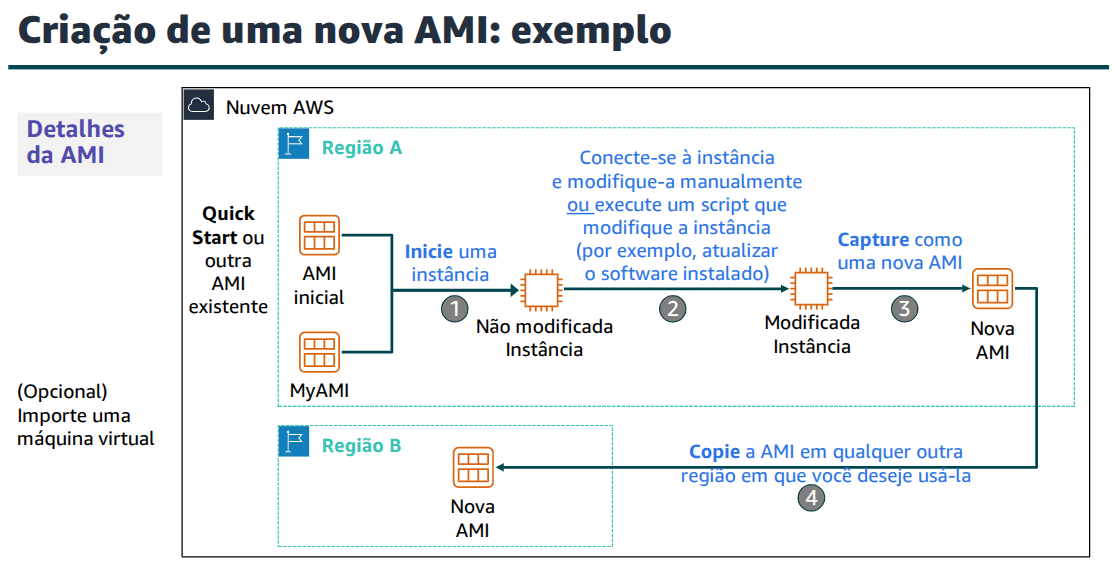 Criação de uma nova AMI: exemplo
Detalhes
da AMI
Nuvem AWS
Região A
Quick
Start ou
outra
AMI
existente
AMI
inicial
MyAMI
Inicie uma
instância
1
Não modificada
Instância
Conecte-se à instância
e modifique-a manualmente
ou execute um script que
modifique a instância
(por exemplo, atualizar
o software instalado)
2
Modificada
Instância
Capture como
uma nova AMI
3
Nova
AMI
(Opcional)
Importe uma
máquina virtual
Região B
Nova
AMI
Copie a AMI em qualquer outra
região em que você deseje usá-la
4